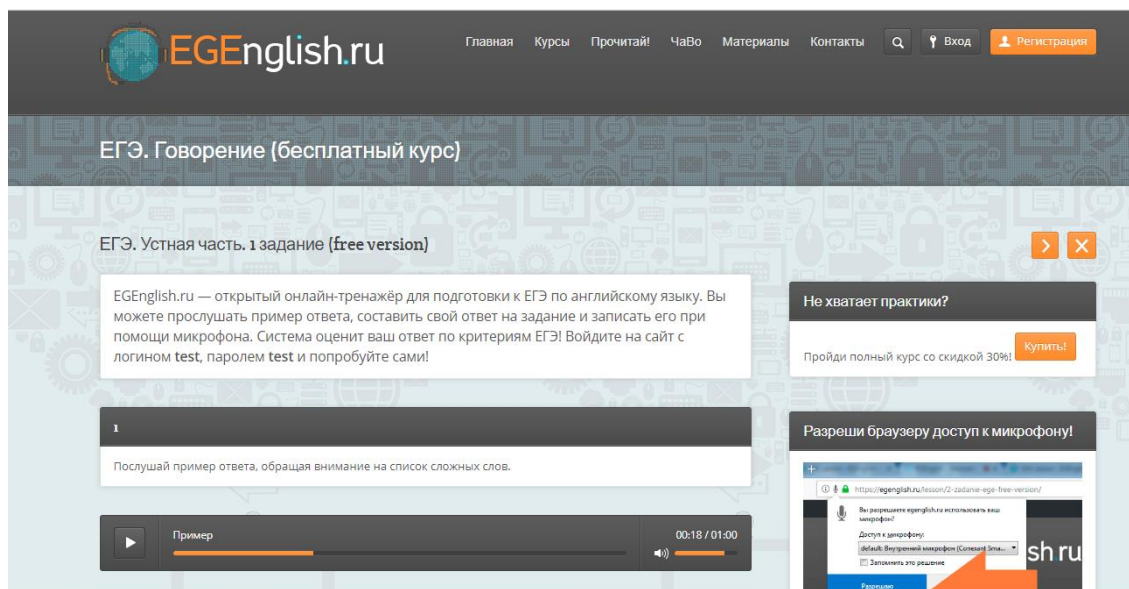 EGEnglish.ru
Главная Курсы Прочитай! ЧаВо Материалы Контакты Вход Регистрация
ЕГЭ. Говорение (бесплатный курс)
ЕГЭ. Устная часть. 1 задание (free version)
EGEnglish.ru — открытый онлайн-тренажёр для подготовки к ЕГЭ по английскому языку. Вы
можете прослушать пример ответа, составить свой ответ на задание и записать его при
помощи микрофона. Система оценит ваш ответ по критериям ЕГЭ! Войдите на сайт с
логином test, паролем test и попробуйте сами!
1
Послушай пример ответа, обращая внимание на список сложных слов.
Пример 00:18 / 01:00
Не хватает практики?
Пройди полный курс со скидкой 30%! Купить!
Разреши браузеру доступ к микрофону!
https://egenglish.ru/lesson/2-zadanie-ege-free-version/
Вы разрешаете egenglish.ru использовать ваш
микрофон?
Доступ к микрофону:
default: Внутренний микрофон (Conexant Sma...
Запомнить это решение
Разрешаю
sh.ru